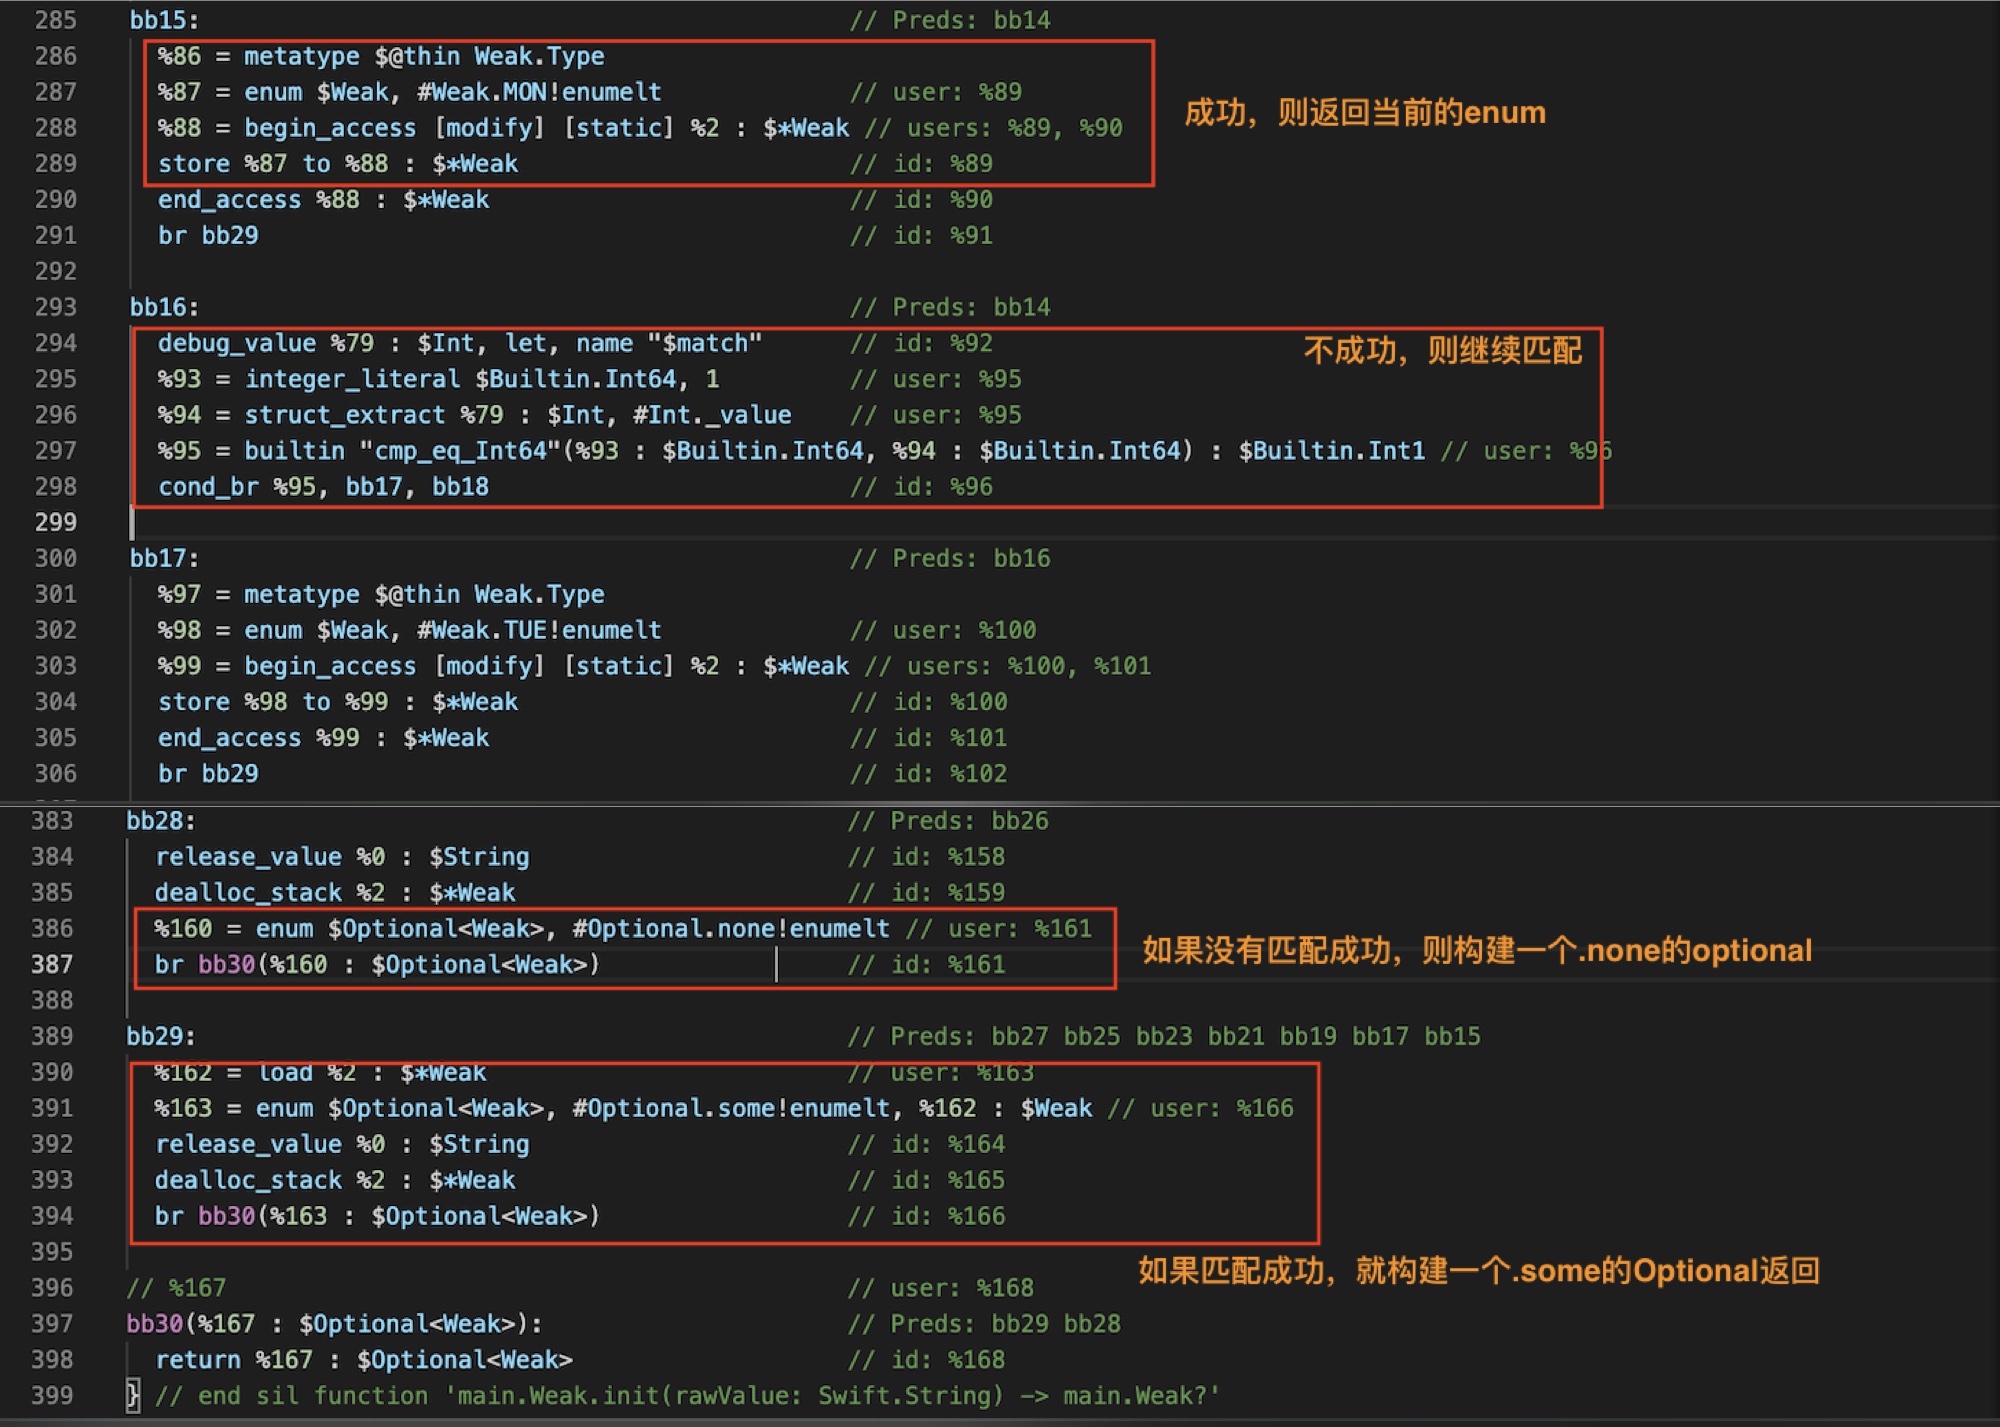 285 bb15: // Preds: bb14
286 %86 = metatype $@thin Weak.Type
287 %87 = enum $Weak, #Weak.MON!enumelt // user: %89
288 %88 = begin_access [modify] [static] %2 : $*Weak // users: %89, %90
成功，则返回当前的enum
289 store %87 to %88 : $*Weak // id: %89
290 end_access %88 : $*Weak // id: %90
291 br bb29 // id: %91
292
293 bb16: // Preds: bb14
294 debug_value %79 : $Int, let, name "$match" // id: %92
不成功，则继续匹配
295 %93 = integer_literal $Builtin.Int64, 1 // user: %95
296 %94 = struct_extract %79 : $Int, #Int._value // user: %95
297 %95 = builtin "cmp_eq_Int64"(%93 : $Builtin.Int64, %94 : $Builtin.Int64) : $Builtin.Int1 // user: %96
298 cond_br %95, bb17, bb18 // id: %96
299
300 bb17: // Preds: bb16
301 %97 = metatype $@thin Weak.Type
302 %98 = enum $Weak, #Weak.TUE!enumelt // user: %100
303 %99 = begin_access [modify] [static] %2 : $*Weak // users: %100, %101
304 store %98 to %99 : $*Weak // id: %100
305 end_access %99 : $*Weak // id: %101
306 br bb29 // id: %102
383 bb28: // Preds: bb26
384 release_value %0 : $String // id: %158
385 dealloc_stack %2 : $*Weak // id: %159
386 %160 = enum $Optional<Weak>, #Optional.none!enumelt // user: %161
如果没有匹配成功，则构建一个.none的optional
387 br bb30(%160 : $Optional<Weak>) // id: %161
388
389 bb29: // Preds: bb27 bb25 bb23 bb21 bb19 bb17 bb15
390 %162 = load %2 : $*Weak // user: %163
391 %163 = enum $Optional<Weak>, #Optional.some!enumelt, %162 : $Weak // user: %166
392 release_value %0 : $String // id: %164
393 dealloc_stack %2 : $*Weak // id: %165
394 br bb30(%163 : $Optional<Weak>) // id: %166
395
如果匹配成功，就构建一个.some的Optional返回
396 // %167 // user: %168
397 bb30(%167 : $Optional<Weak>): // Preds: bb29 bb28
398 return %167 : $Optional<Weak> // id: %168
399 } // end sil function 'main.Weak.init(rawValue: Swift.String) -> main.Weak?'